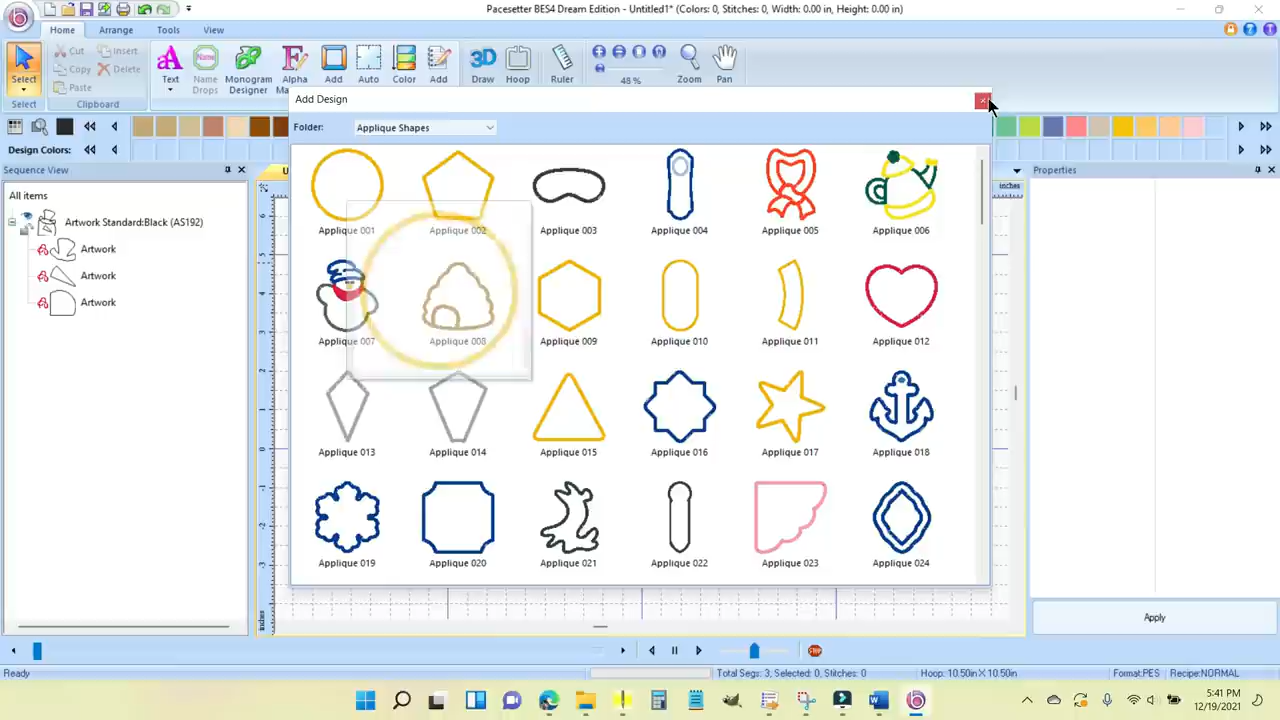 Pacesetter BES4 Dream Edition - Untitled1* (Colors: 0, Stitches: 0, Width: 0.00 in, Height: 0.00 in)
Home Arrange Tools View
Cut Insert
Copy Delete
Paste
Select
Text
Name Drops
Monogram Designer
Alpha
Add
Auto
Color
Add
Draw
Hoop
Ruler
48 %
Zoom
Pan
Select Clipboard
Add Design
Folder: Applique Shapes
Design Colors:
Sequence View
Properties
inches
All items
Artwork Standard:Black (AS192)
Artwork
Artwork
Artwork
Applique 001 Applique 002 Applique 003 Applique 004 Applique 005 Applique 006
Applique 007 Applique 008 Applique 009 Applique 010 Applique 011 Applique 012
Applique 013 Applique 014 Applique 015 Applique 016 Applique 017 Applique 018
Applique 019 Applique 020 Applique 021 Applique 022 Applique 023 Applique 024
inches
Apply
STOP
Ready
Total Segs: 3, Selected: 0, Stitches: 0
Hoop: 10.50in X 10.50in
Format:PES
Recipe:NORMAL
5:41 PM
12/19/2021